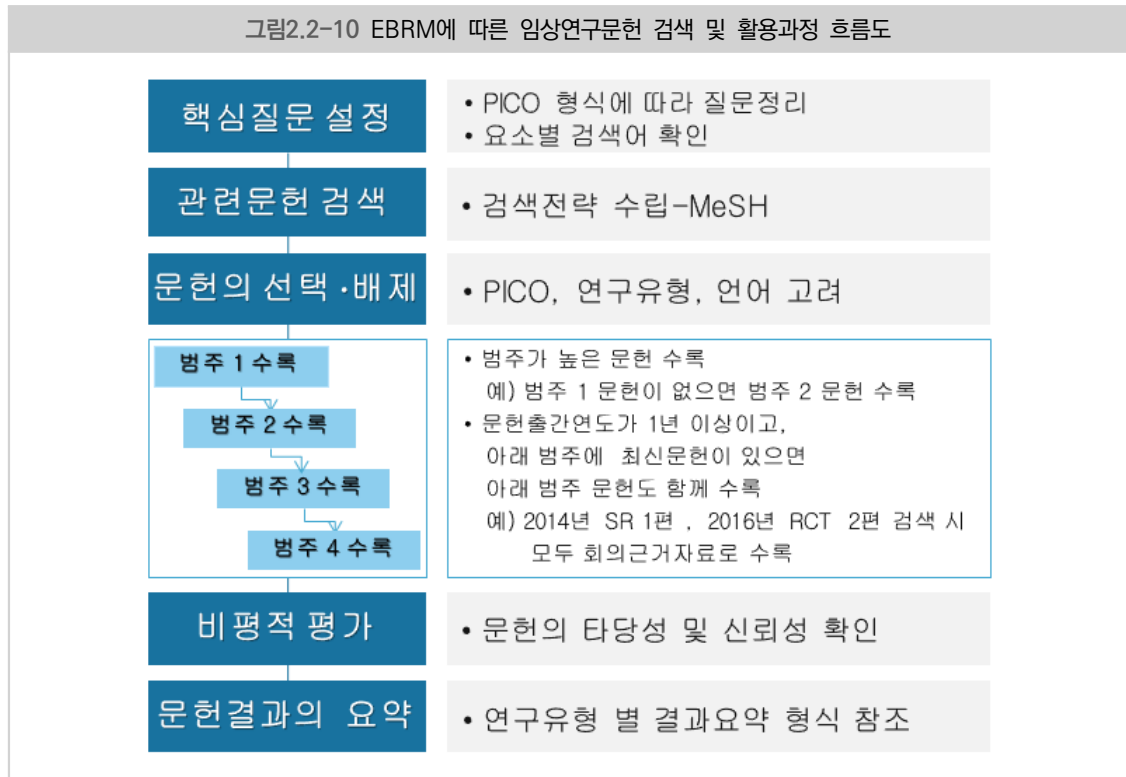 그림2.2-10 EBRM에 따른 임상연구문헌 검색 및 활용과정 흐름도
핵심질문 설정
• PICO 형식에 따라 질문정리
• 요소별 검색어 확인
관련문헌 검색
• 검색전략 수립-MeSH
문헌의 선택·배제
• PICO, 연구유형, 언어 고려
범주 1 수록
범주 2 수록
범주 3 수록
범주 4 수록
• 범주가 높은 문헌 수록
예) 범주 1 문헌이 없으면 범주 2 문헌 수록
• 문헌출간연도가 1년 이상이고,
아래 범주에 최신문헌이 있으면
아래 범주 문헌도 함께 수록
예) 2014년 SR 1편 , 2016년 RCT 2편 검색 시
모두 회의근거자료로 수록
비평적 평가
• 문헌의 타당성 및 신뢰성 확인
문헌결과의 요약
• 연구유형 별 결과요약 형식 참조